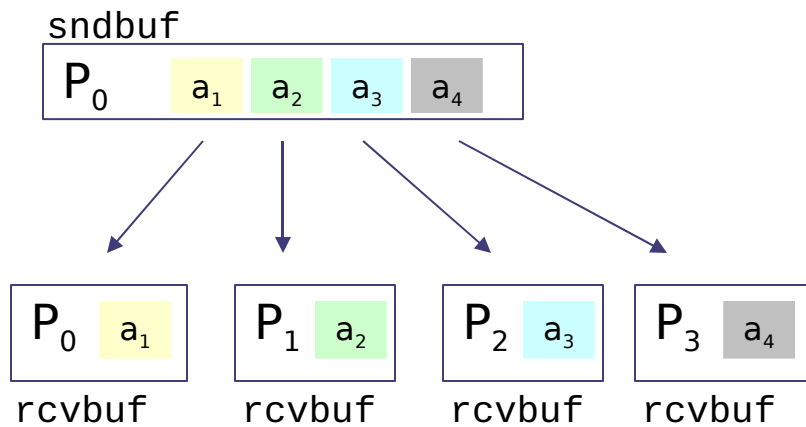 sndbuf
P₀ a₁ a₂ a₃ a₄
P₀ a₁ P₁ a₂ P₂ a₃ P₃ a₄
rcvbuf rcvbuf rcvbuf rcvbuf